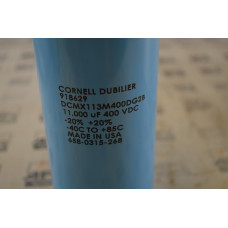 CORNELL DUBILIER
918629
DCMX113M400DG2B
11,000 uF 400 VDC
-20% +20%
-40C TO +85C
MADE IN USA
658-0315-268